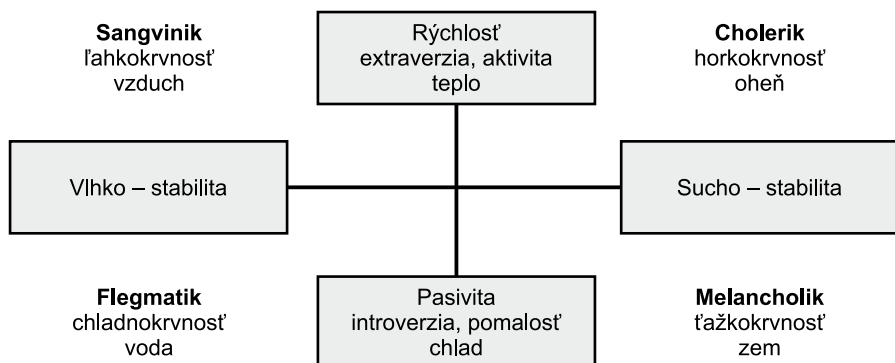 Sangvinik
ľahkokrvnosť
vzduch
Rýchlosť
extraverzia, aktivita
teplo
Cholerik
horkokrvnosť
oheň
Vlhko – stabilita
Sucho – stabilita
Flegmatik
chladnokrvnosť
voda
Pasivita
introverzia, pomalosť
chlad
Melancholik
ťažkokrvnosť
zem